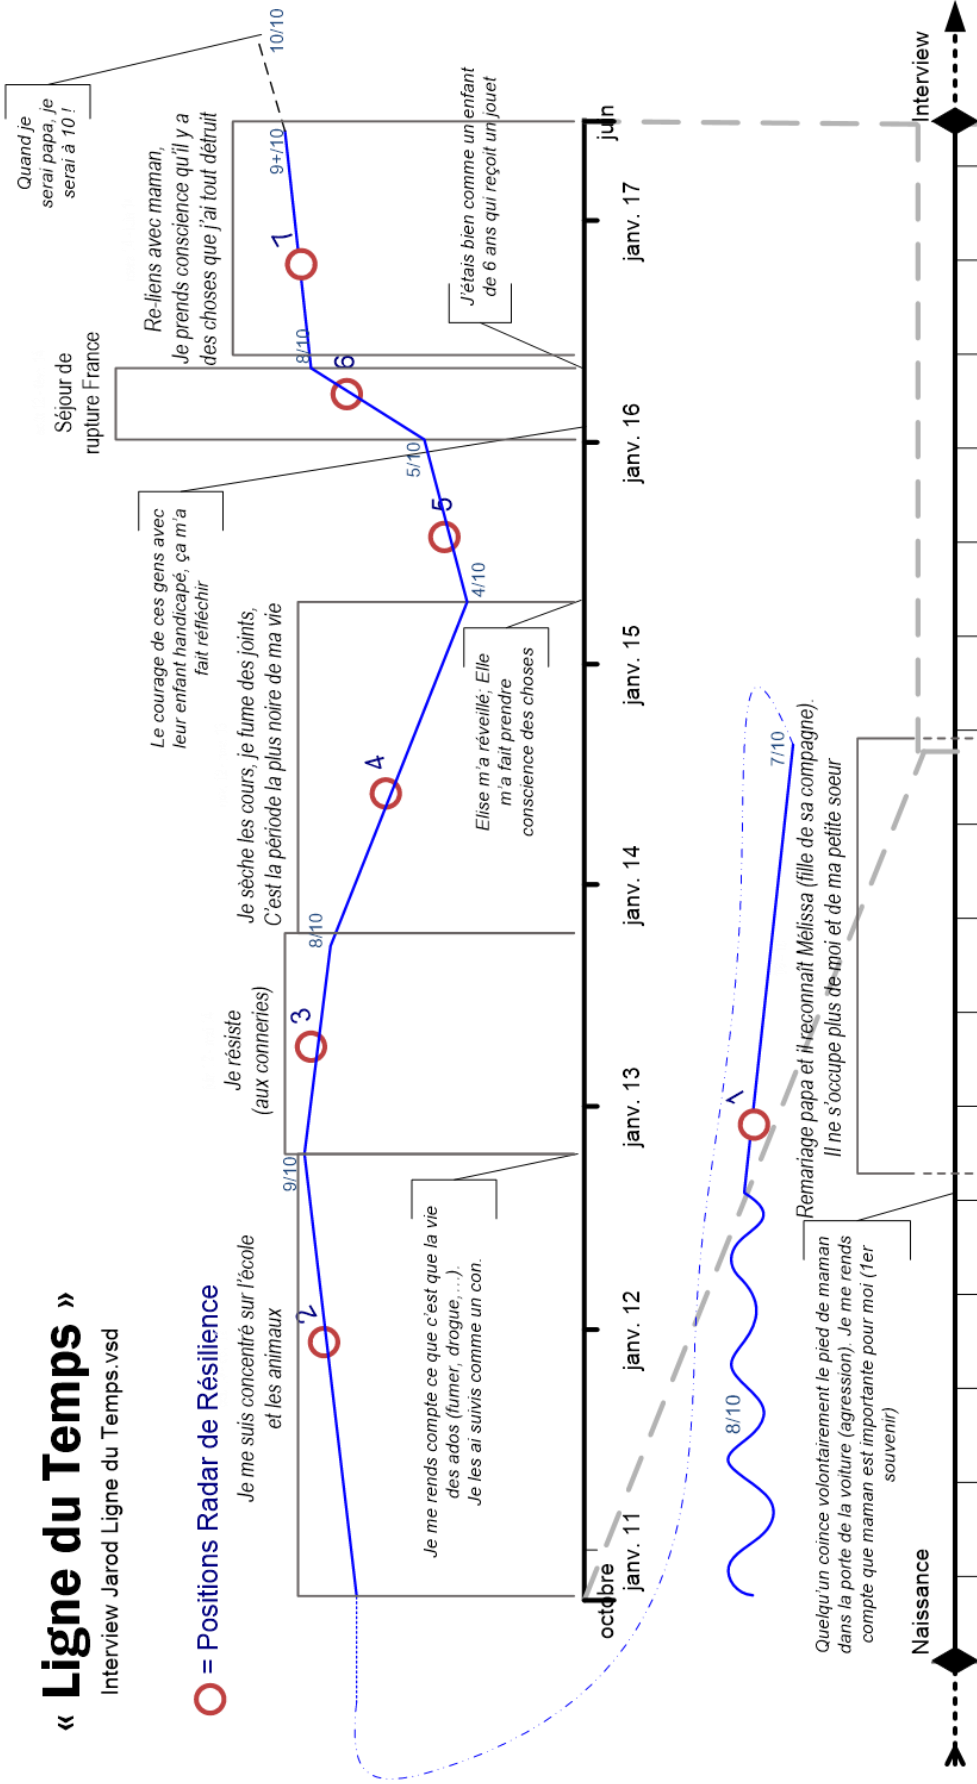 « Ligne du Temps »
Interview Jarod Ligne du Temps.vsd
= Positions Radar de Résilience
Quand je
serai papa, je
serai à 10 !
10/10
Séjour de
rupture France
Re-liens avec maman,
Je prends conscience qu'il y a
des choses que j'ai tout détruit
9+/10
7
8/10
6
Le courage de ces gens avec
leur enfant handicapé, ça m'a
fait réfléchir
5/10
5
4/10
J'étais bien comme un enfant
de 6 ans qui reçoit un jouet
Je sèche les cours, je fume des joints,
C'est la période la plus noire de ma vie
4
8/10
Elise m'a réveillé; Elle
m'a fait prendre
conscience des choses
Je résiste
(aux conneries)
3
9/10
Je me suis concentré sur l'école
et les animaux
2
Je me rends compte ce que c'est que la vie
des ados (fumer, drogue,...).
Je les ai suivis comme un con.
octobre
janv. 11
janv. 12
janv. 13
janv. 14
janv. 15
janv. 16
janv. 17
juin
8/10
1
7/10
Remariage papa et il reconnaît Mélissa (fille de sa compagne).
Il ne s'occupe plus de moi et de ma petite soeur
Quelqu'un coince volontairement le pied de maman
dans la porte de la voiture (agression). Je me rends
compte que maman est importante pour moi (1er
souvenir)
Naissance
Interview